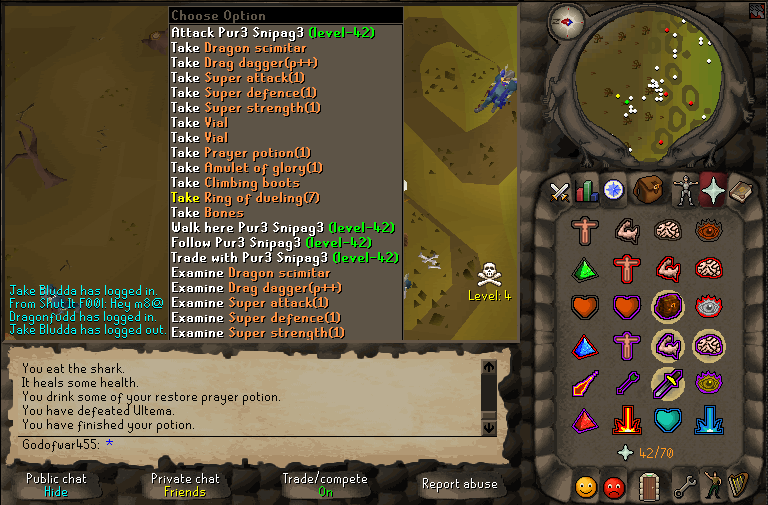 Choose Option
Attack Pur3 Snipag3 (level-42)
Take Dragon scimitar
Take Drag dagger(p++)
Take Super attack(1)
Take Super defence(1)
Take Super strength(1)
Take Vial
Take Vial
Take Prayer potion(1)
Take Amulet of glory(1)
Take Climbing boots
Take Ring of dueling(7)
Take Bones
Walk here Pur3 Snipag3 (level-42)
Follow Pur3 Snipag3 (level-42)
Trade with Pur3 Snipag3 (level-42)
Examine Dragon scimitar
Examine Drag dagger(p++)
Examine Super attack(1)
Examine Super defence(1)
Examine Super strength(1)
Level: 4
Jake Bludda has logged in.
From Shut It F00l: Hey m8@
Dragonfudd has logged in.
Jake Bludda has logged out.
You eat the shark.
It heals some health.
You drink some of your restore prayer potion.
You have defeated Ultema.
You have finished your potion.
Godofwar455: *
Public chat
Hide
Private chat
Friends
Trade/compete
On
Report abuse
42/70